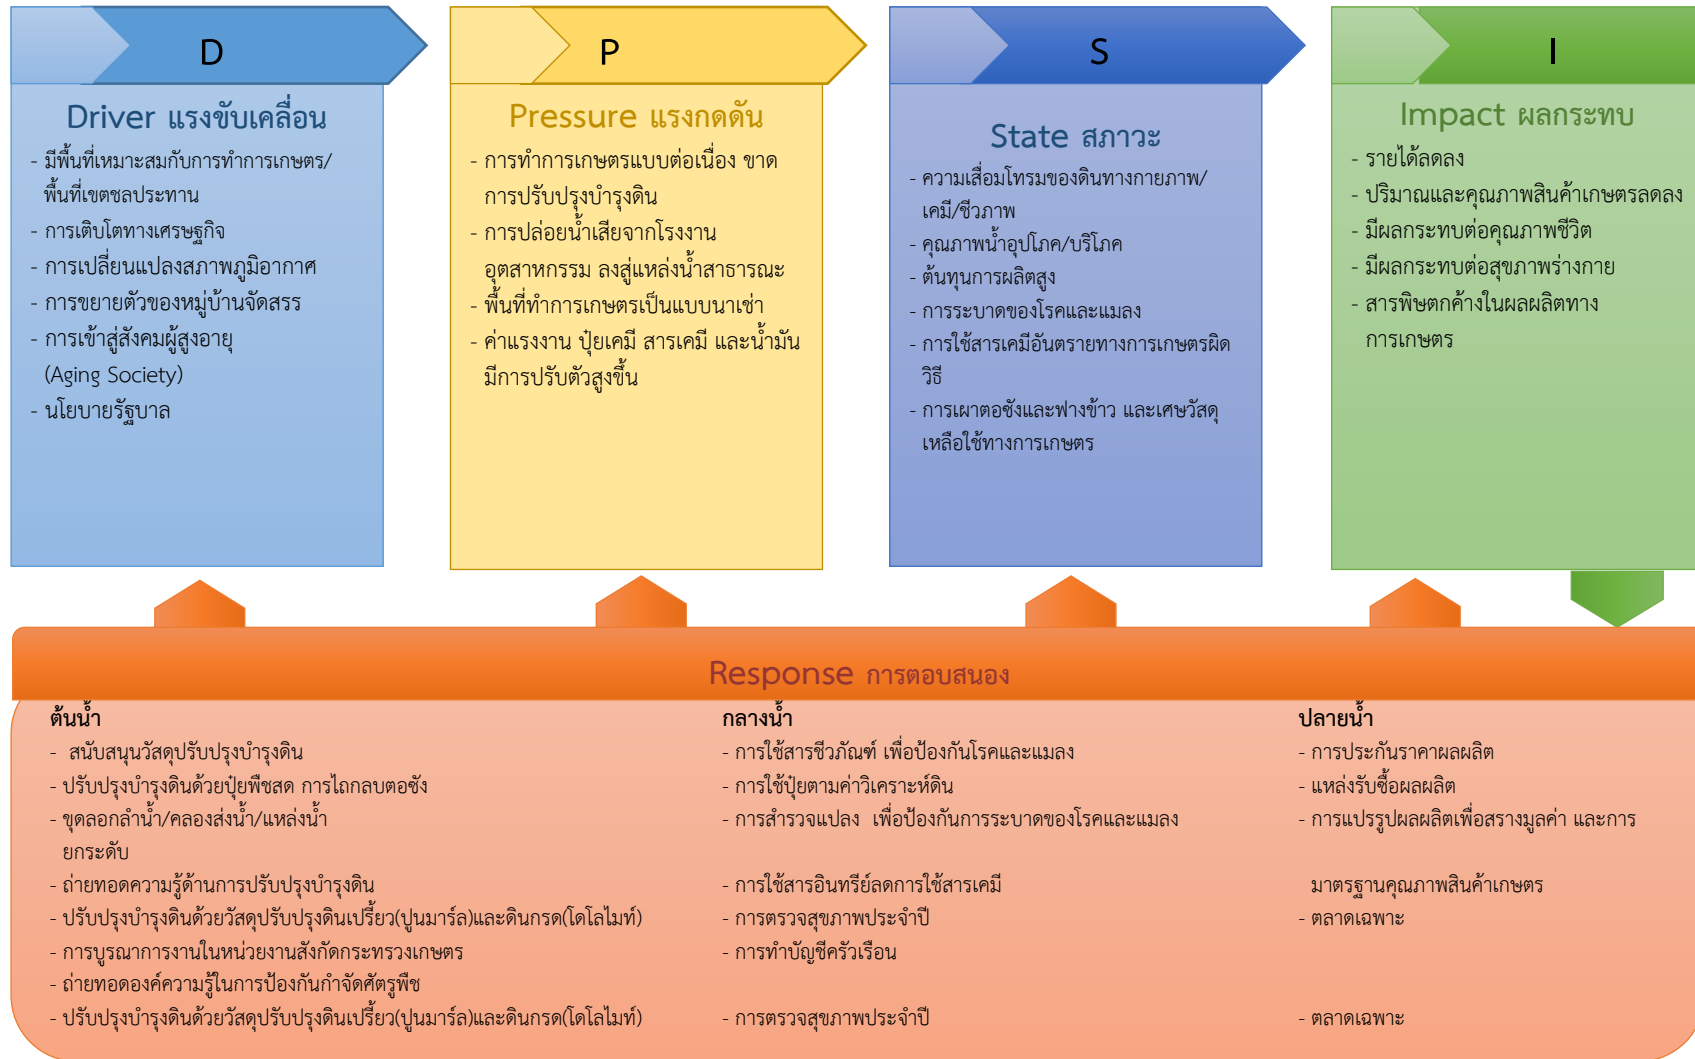 D
Driver แรงขับเคลื่อน
- มีพื้นที่เหมาะสมกับการทำการเกษตร/
พื้นที่เขตชลประทาน
- การเติบโตทางเศรษฐกิจ
- การเปลี่ยนแปลงสภาพภูมิอากาศ
- การขยายตัวของหมู่บ้านจัดสรร
- การเข้าสู่สังคมผู้สูงอายุ
(Aging Society)
- นโยบายรัฐบาล
P
Pressure แรงกดดัน
- การทำการเกษตรแบบต่อเนื่อง ขาด
การปรับปรุงบำรุงดิน
- การปล่อยน้ำเสียจากโรงงาน
อุตสาหกรรม ลงสู่แหล่งน้ำสาธารณะ
- พื้นที่ทำการเกษตรเป็นแบบนาเช่า
- ค่าแรงงาน ปุ๋ยเคมี สารเคมี และน้ำมัน
มีการปรับตัวสูงขึ้น
S
State สภาวะ
- ความเสื่อมโทรมของดินทางกายภาพ/
เคมี/ชีวภาพ
- คุณภาพน้ำอุปโภค/บริโภค
- ต้นทุนการผลิตสูง
- การระบาดของโรคและแมลง
- การใช้สารเคมีอันตรายทางการเกษตรผิด
วิธี
- การเผาตอซังและฟางข้าว และเศษวัสดุ
เหลือใช้ทางการเกษตร
I
Impact ผลกระทบ
- รายได้ลดลง
- ปริมาณและคุณภาพสินค้าเกษตรลดลง
- มีผลกระทบต่อคุณภาพชีวิต
- มีผลกระทบต่อสุขภาพร่างกาย
- สารพิษตกค้างในผลผลิตทาง
การเกษตร
Response การตอบสนอง
ต้นน้ำ
- สนับสนุนวัสดุปรับปรุงบำรุงดิน
- ปรับปรุงบำรุงดินด้วยปุ๋ยพืชสด การไถกลบตอซัง
- ขุดลอกลำน้ำ/คลองส่งน้ำ/แหล่งน้ำ
ยกระดับ
- ถ่ายทอดความรู้ด้านการปรับปรุงบำรุงดิน
- ปรับปรุงบำรุงดินด้วยวัสดุปรับปรุงดินเปรี้ยว(ปูนมาร์ล)และดินกรด(โดโลไมท์)
- การบูรณาการงานในหน่วยงานสังกัดกระทรวงเกษตร
- ถ่ายทอดองค์ความรู้ในการป้องกันกำจัดศัตรูพืช
- ปรับปรุงบำรุงดินด้วยวัสดุปรับปรุงดินเปรี้ยว(ปูนมาร์ล)และดินกรด(โดโลไมท์)
กลางน้ำ
- การใช้สารชีวภัณฑ์ เพื่อป้องกันโรคและแมลง
- การใช้ปุ๋ยตามค่าวิเคราะห์ดิน
- การสำรวจแปลง เพื่อป้องกันการระบาดของโรคและแมลง
- การใช้สารอินทรีย์ลดการใช้สารเคมี
- การตรวจสุขภาพประจำปี
- การทำบัญชีครัวเรือน
- การตรวจสุขภาพประจำปี
ปลายน้ำ
- การประกันราคาผลผลิต
- แหล่งรับซื้อผลผลิต
- การแปรรูปผลผลิตเพื่อสรางมูลค่า และการ
มาตรฐานคุณภาพสินค้าเกษตร
- ตลาดเฉพาะ
- ตลาดเฉพาะ